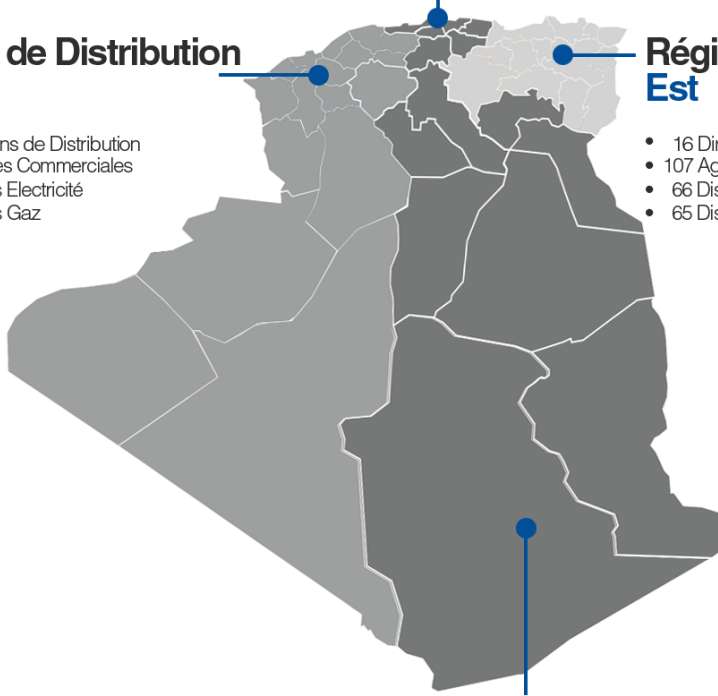 de Distribution
ns de Distribution
es Commerciales
s Electricité
s Gaz
Régi
Est
• 16 Dir
• 107 Ag
• 66 Dis
• 65 Dis